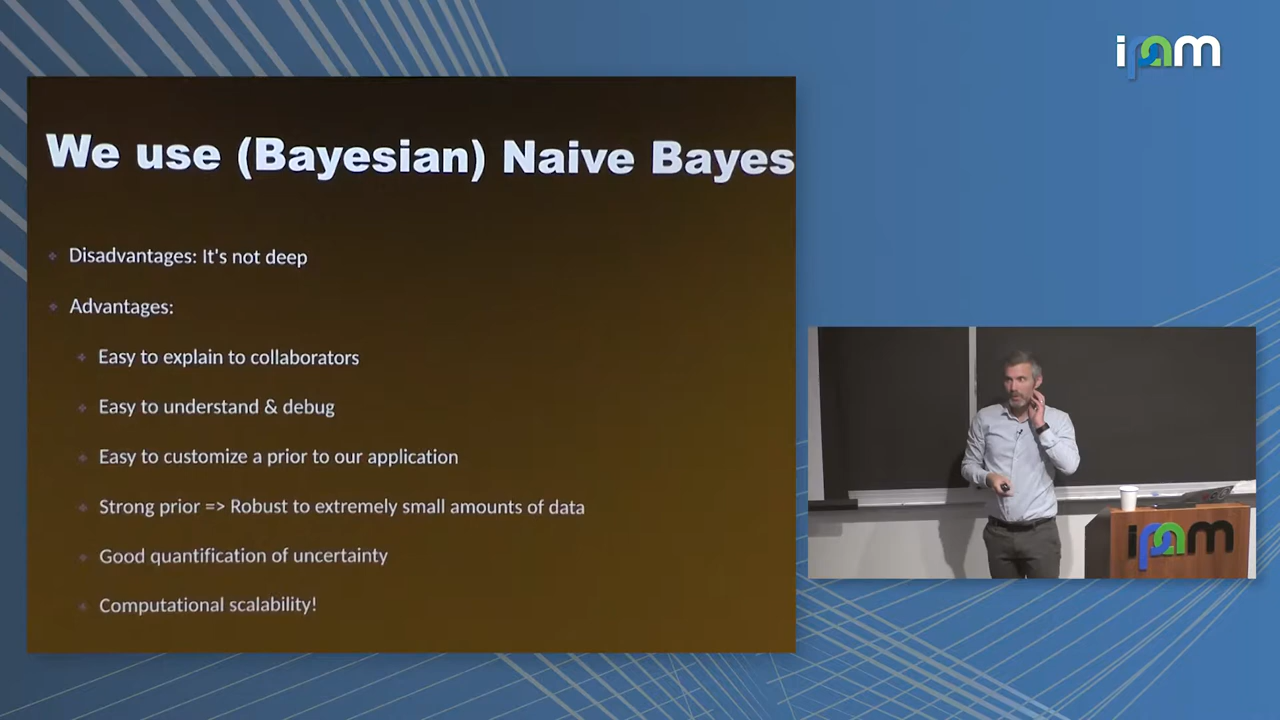 ipam
We use (Bayesian) Naive Bayes
Disadvantages: It's not deep
Advantages:
Easy to explain to collaborators
Easy to understand & debug
Easy to customize a prior to our application
Strong prior => Robust to extremely small amounts of data
Good quantification of uncertainty
Computational scalability!
ipam